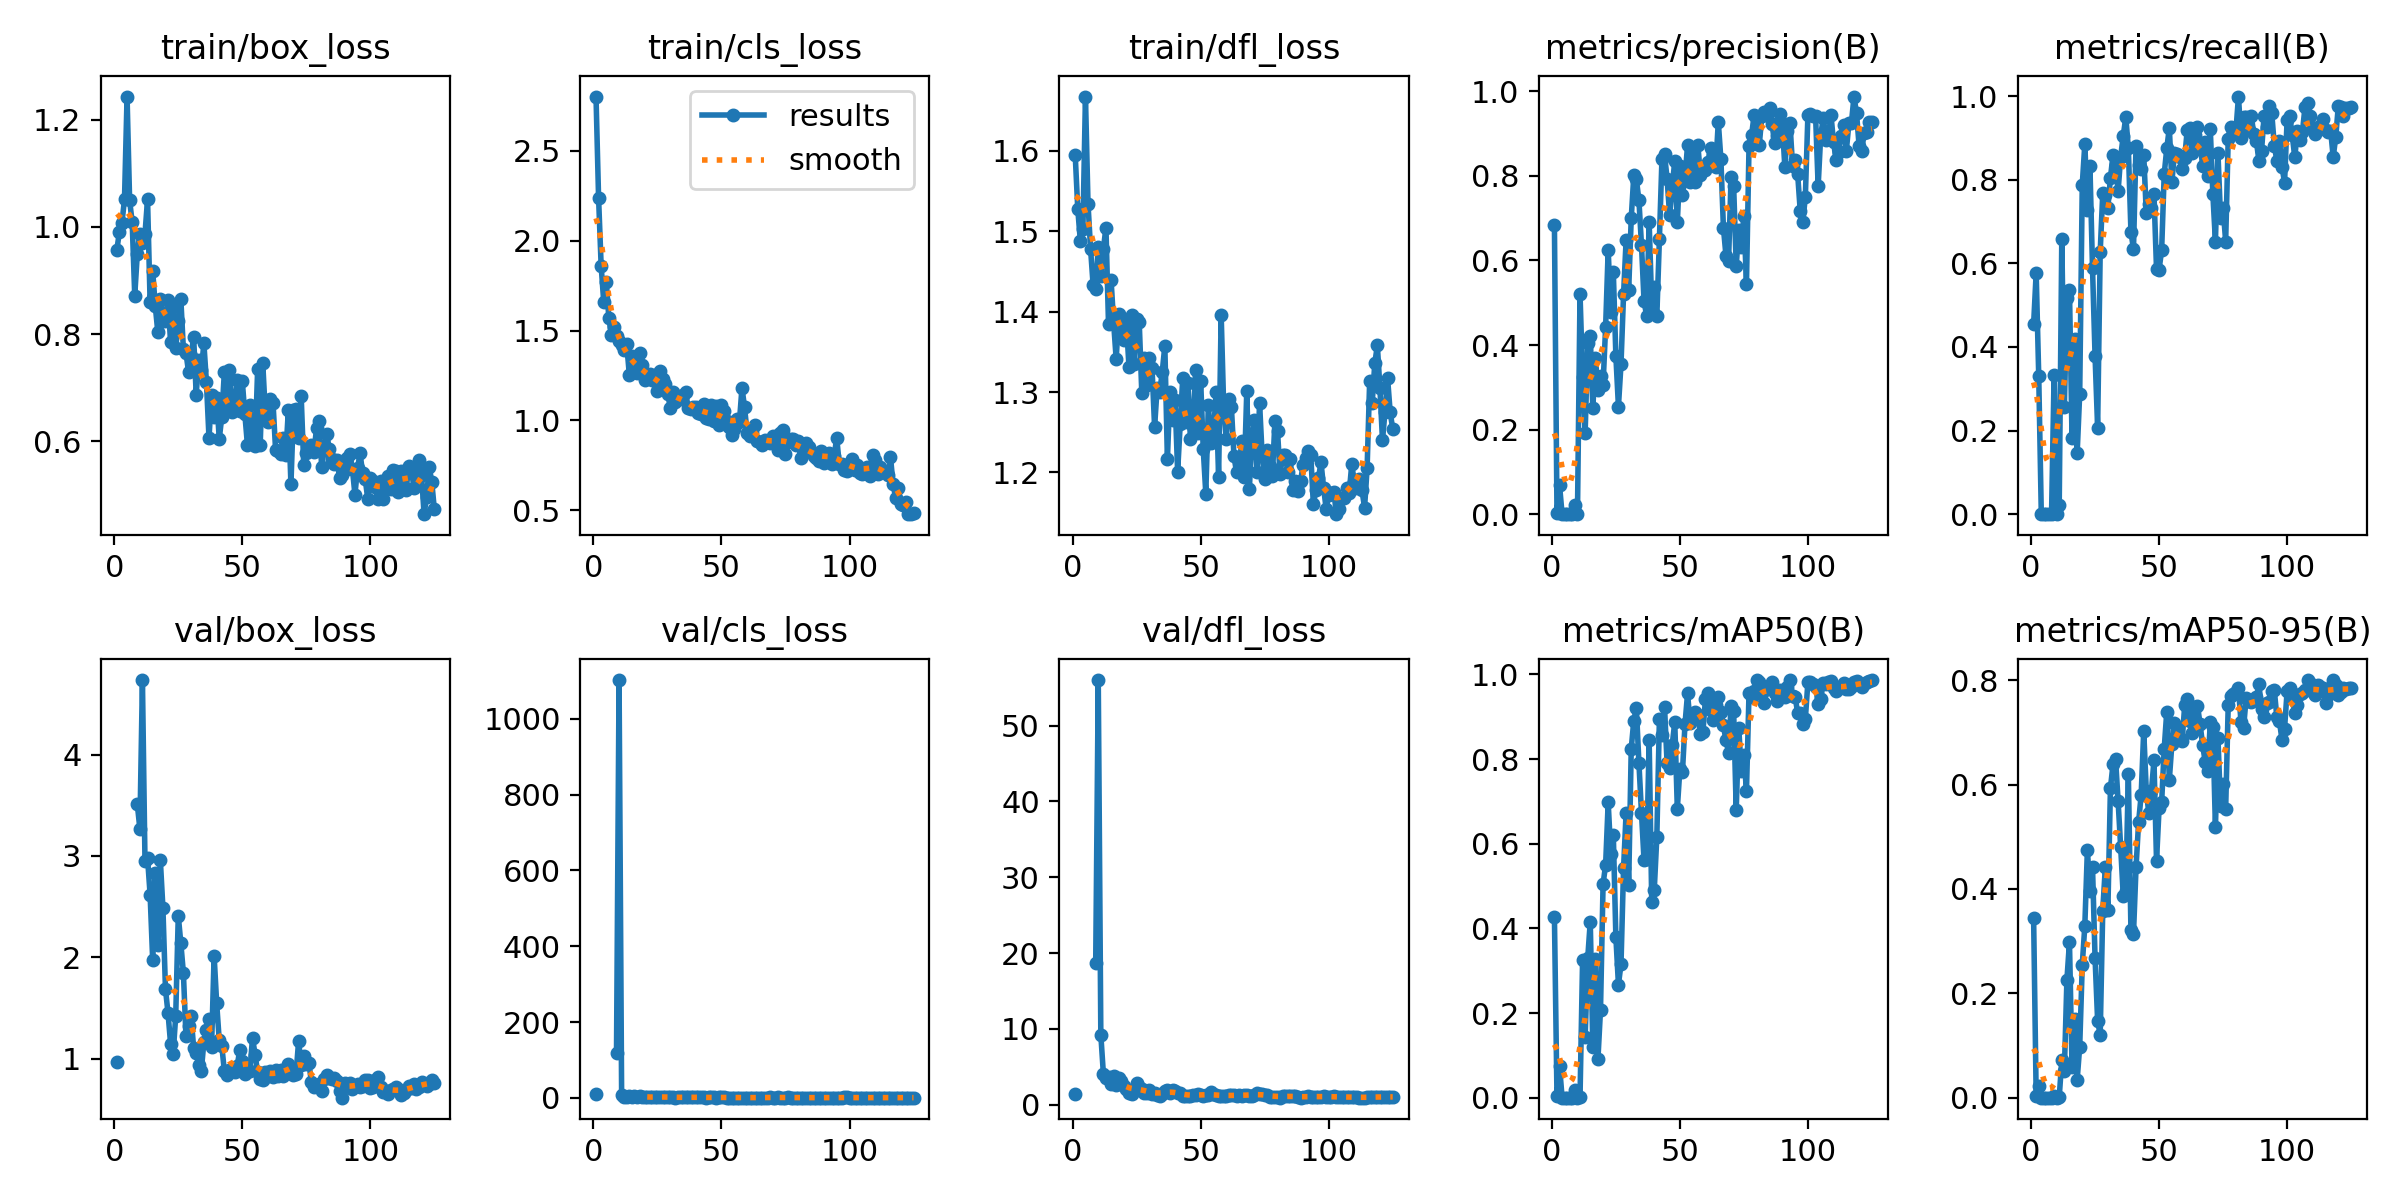 train/box_loss
1.2
1.0
0.8
0.6
0 50 100
train/cls_loss
results
smooth
2.5
2.0
1.5
1.0
0.5
0 50 100
train/dfl_loss
1.6
1.5
1.4
1.3
1.2
0 50 100
metrics/precision(B)
1.0
0.8
0.6
0.4
0.2
0.0
0 50 100
metrics/recall(B)
1.0
0.8
0.6
0.4
0.2
0.0
0 50 100
val/box_loss
4
3
2
1
0 50 100
val/cls_loss
1000
800
600
400
200
0
0 50 100
val/dfl_loss
50
40
30
20
10
0
0 50 100
metrics/mAP50(B)
1.0
0.8
0.6
0.4
0.2
0.0
0 50 100
metrics/mAP50-95(B)
0.8
0.6
0.4
0.2
0.0
0 50 100